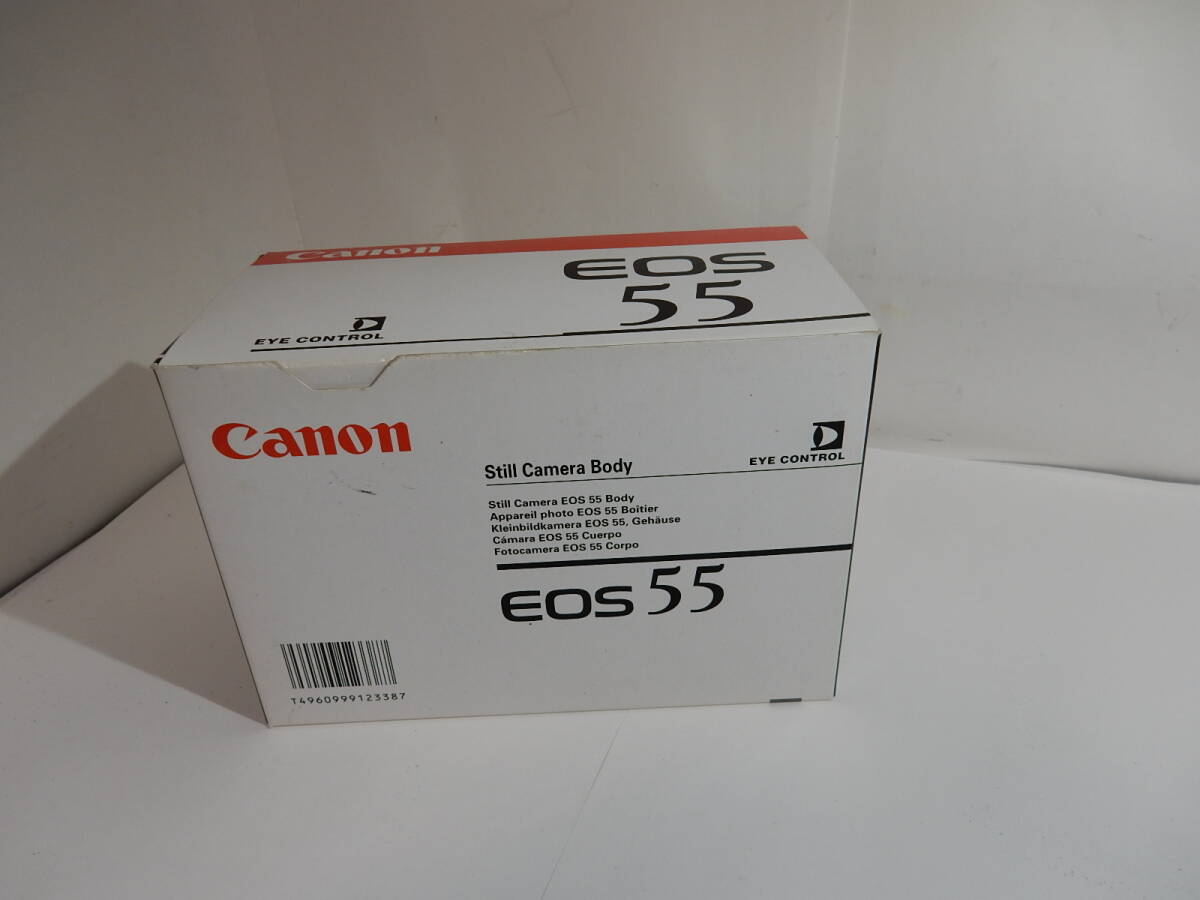 Canon
EOS
55
EYE CONTROL
Canon
Still Camera Body
EYE CONTROL
Still Camera EOS 55 Body
Appareil photo EOS 55 Boîtier
Kleinbildkamera EOS 55, Gehäuse
Cámara EOS 55 Cuerpo
Fotocamera EOS 55 Corpo
EOS 55
T4960999123387